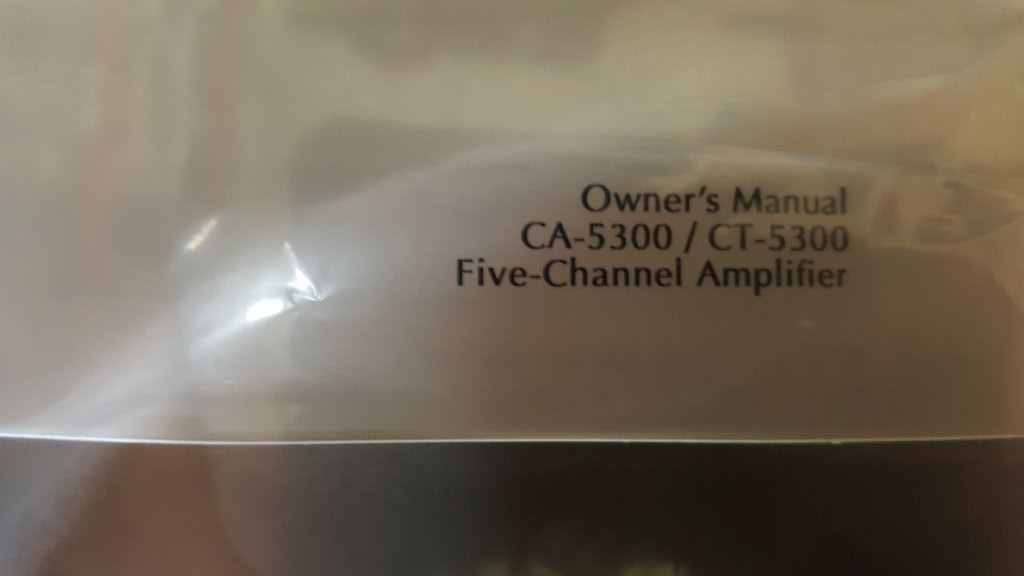 Owner's Manual
CA-5300 / CT-5300
Five-Channel Amplifier